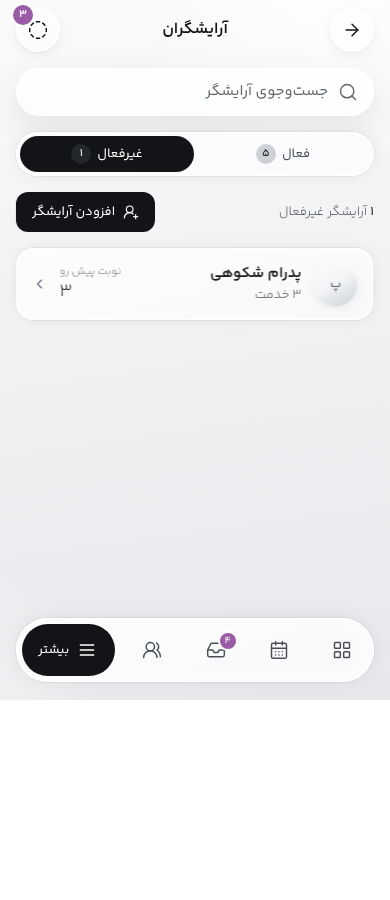 آرایشگران
۳
جست‌وجوی آرایشگر
فعال ۵
غیرفعال ۱
۱ آرایشگر غیرفعال
افزودن آرایشگر
پ
پدرام شکوهی
۳ خدمت
نوبت پیش رو
۳
۴
بیشتر